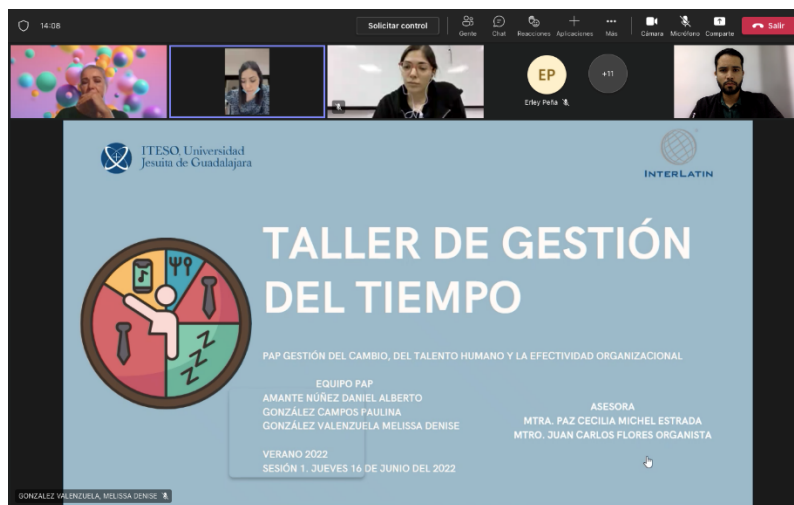 14:08
Solicitar control
Gente
Chat
Reacciones
Aplicaciones
Más
Cámara
Micrófono
Comparte
Salir
EP
Erley Peña
+11
ITESO, Universidad
Jesuita de Guadalajara
INTERLATIN
TALLER DE GESTIÓN
DEL TIEMPO
PAP GESTIÓN DEL CAMBIO, DEL TALENTO HUMANO Y LA EFECTIVIDAD ORGANIZACIONAL
EQUIPO PAP
AMANTE NÚÑEZ DANIEL ALBERTO
GONZÁLEZ CAMPOS PAULINA
GONZÁLEZ VALENZUELA MELISSA DENISE
ASESORA
MTRA. PAZ CECILIA MICHEL ESTRADA
MTRO. JUAN CARLOS FLORES ORGANISTA
VERANO 2022
SESIÓN 1. JUEVES 16 DE JUNIO DEL 2022
ZZZ
GONZALEZ VALENZUELA, MELISSA DENISE